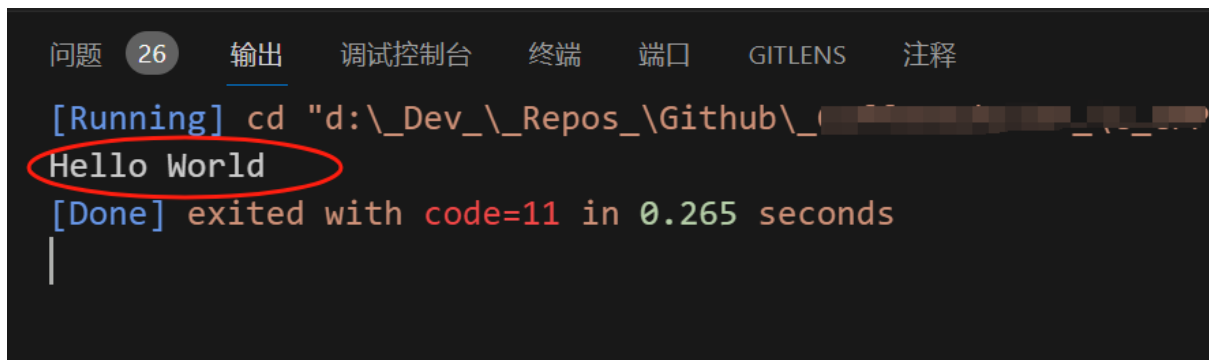 问题 26 输出 调试控制台 终端 端口 GITLENS 注释
[Running] cd "d:\_Dev_\_Repos_\Github\_
Hello World
[Done] exited with code=11 in 0.265 seconds